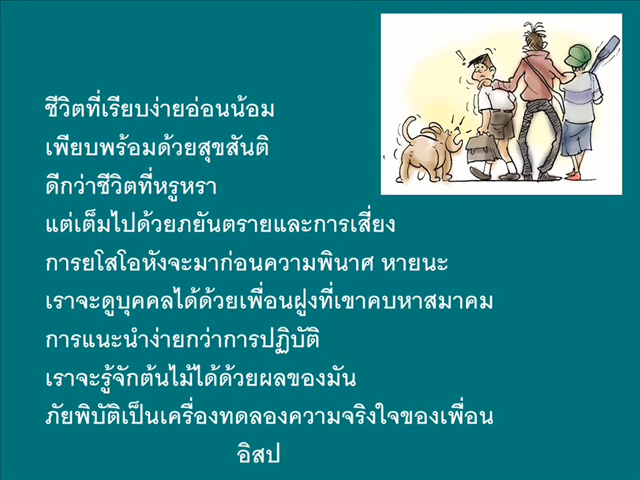 ชีวิตที่เรียบง่ายอ่อนน้อม
เพียบพร้อมด้วยสุขสันติ
ดีกว่าชีวิตที่หรูหรา
แต่เต็มไปด้วยภยันตรายและการเสี่ยง
การยโสโอหังจะมาก่อนความพินาศ หายนะ
เราจะดูบุคคลได้ด้วยเพื่อนฝูงที่เขาคบหาสมาคม
การแนะนำง่ายกว่าการปฏิบัติ
เราจะรู้จักต้นไม้ได้ด้วยผลของมัน
ภัยพิบัติเป็นเครื่องทดลองความจริงใจของเพื่อน
อิสป